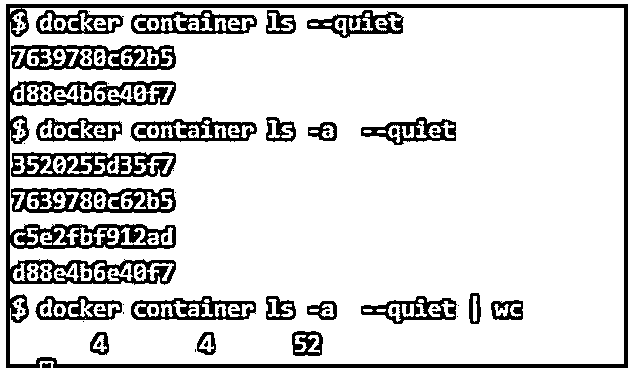 $ docker container ls --quiet
7639780c62b5
d88e4b6e40f7
$ docker container ls -a  --quiet
3520255d35f7
7639780c62b5
c5e2fbf912ad
d88e4b6e40f7
$ docker container ls -a  --quiet | wc
      4       4      52